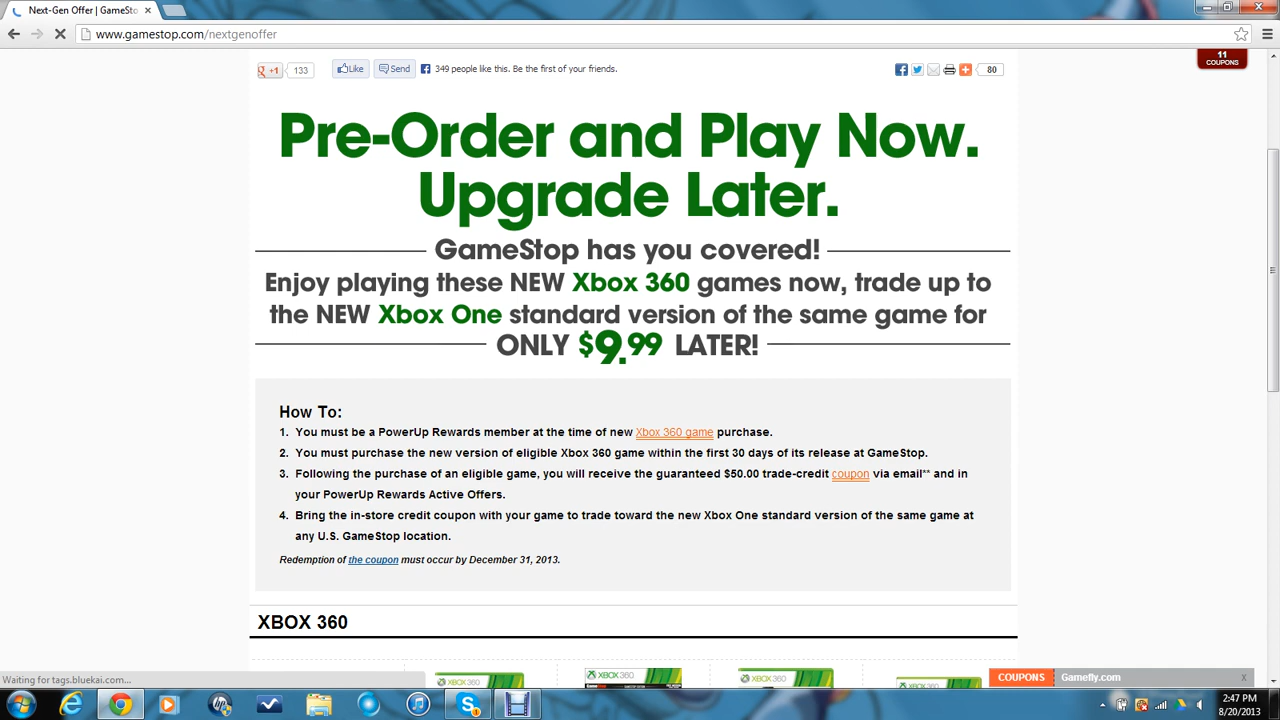 Next-Gen Offer | GameSto
www.gamestop.com/nextgenoffer
+1 133 Like Send 349 people like this. Be the first of your friends. 80
11
COUPONS
Pre-Order and Play Now.
Upgrade Later.
GameStop has you covered!
Enjoy playing these NEW Xbox 360 games now, trade up to
the NEW Xbox One standard version of the same game for
ONLY $9.99 LATER!
How To:
1. You must be a PowerUp Rewards member at the time of new Xbox 360 game purchase.
2. You must purchase the new version of eligible Xbox 360 game within the first 30 days of its release at GameStop.
3. Following the purchase of an eligible game, you will receive the guaranteed $50.00 trade-credit coupon via email** and in
your PowerUp Rewards Active Offers.
4. Bring the in-store credit coupon with your game to trade toward the new Xbox One standard version of the same game at
any U.S. GameStop location.
Redemption of the coupon must occur by December 31, 2013.
XBOX 360
XBOX 360 XBOX 360 XBOX 360 XBOX 360
Waiting for tags.bluekai.com...
COUPONS Gamefly.com x
2:47 PM
8/20/2013